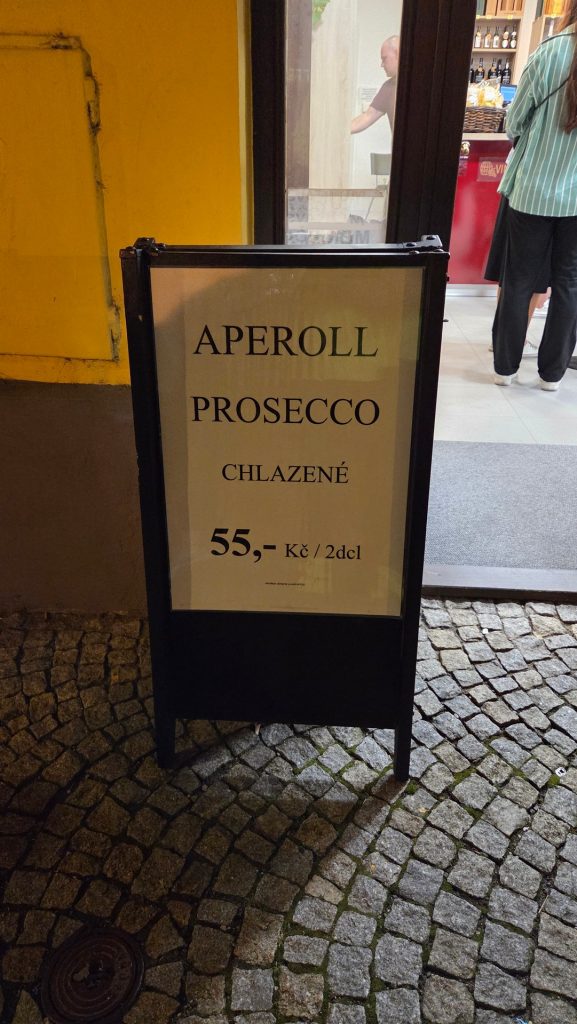 APEROLL
PROSECCO
CHLAZENÉ
55,- Kč / 2dcl